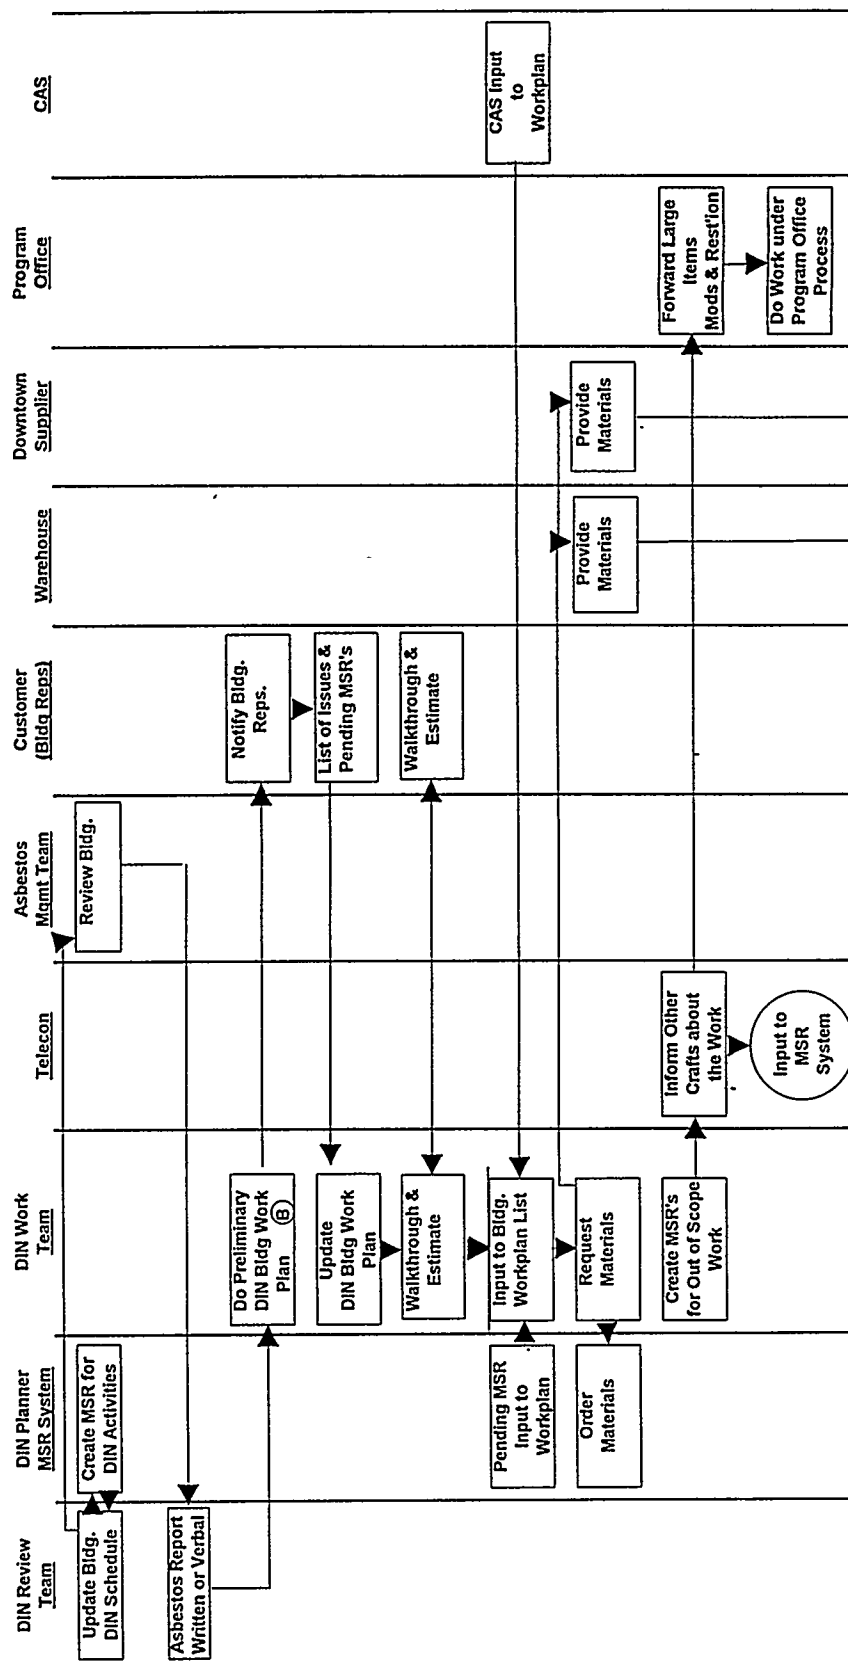 DIN Review
Team
DIN Planner
MSR System
DIN Work
Team
Telecon
Asbestos
Mgmt Team
Customer
(Bldg Reps)
Warehouse
Downtown
Supplier
Program
Office
CAS
Update Bldg.
DIN Schedule
Create MSR for
DIN Activities
Review Bldg.
Asbestos Report
Written or Verbal
Do Preliminary
DIN Bldg Work
Plan B
Notify Bldg.
Reps.
List of Issues &
Pending MSR's
Update
DIN Bldg Work
Plan
Walkthrough &
Estimate
Walkthrough &
Estimate
Pending MSR
Input to
Workplan
Input to Bldg.
Workplan List
CAS Input
to
Workplan
Order
Materials
Request
Materials
Provide
Materials
Provide
Materials
Create MSR's
for Out of Scope
Work
Inform Other
Crafts about
the Work
Forward Large
Items
Mods & Rest'ion
Input to
MSR
System
Do Work under
Program Office
Process